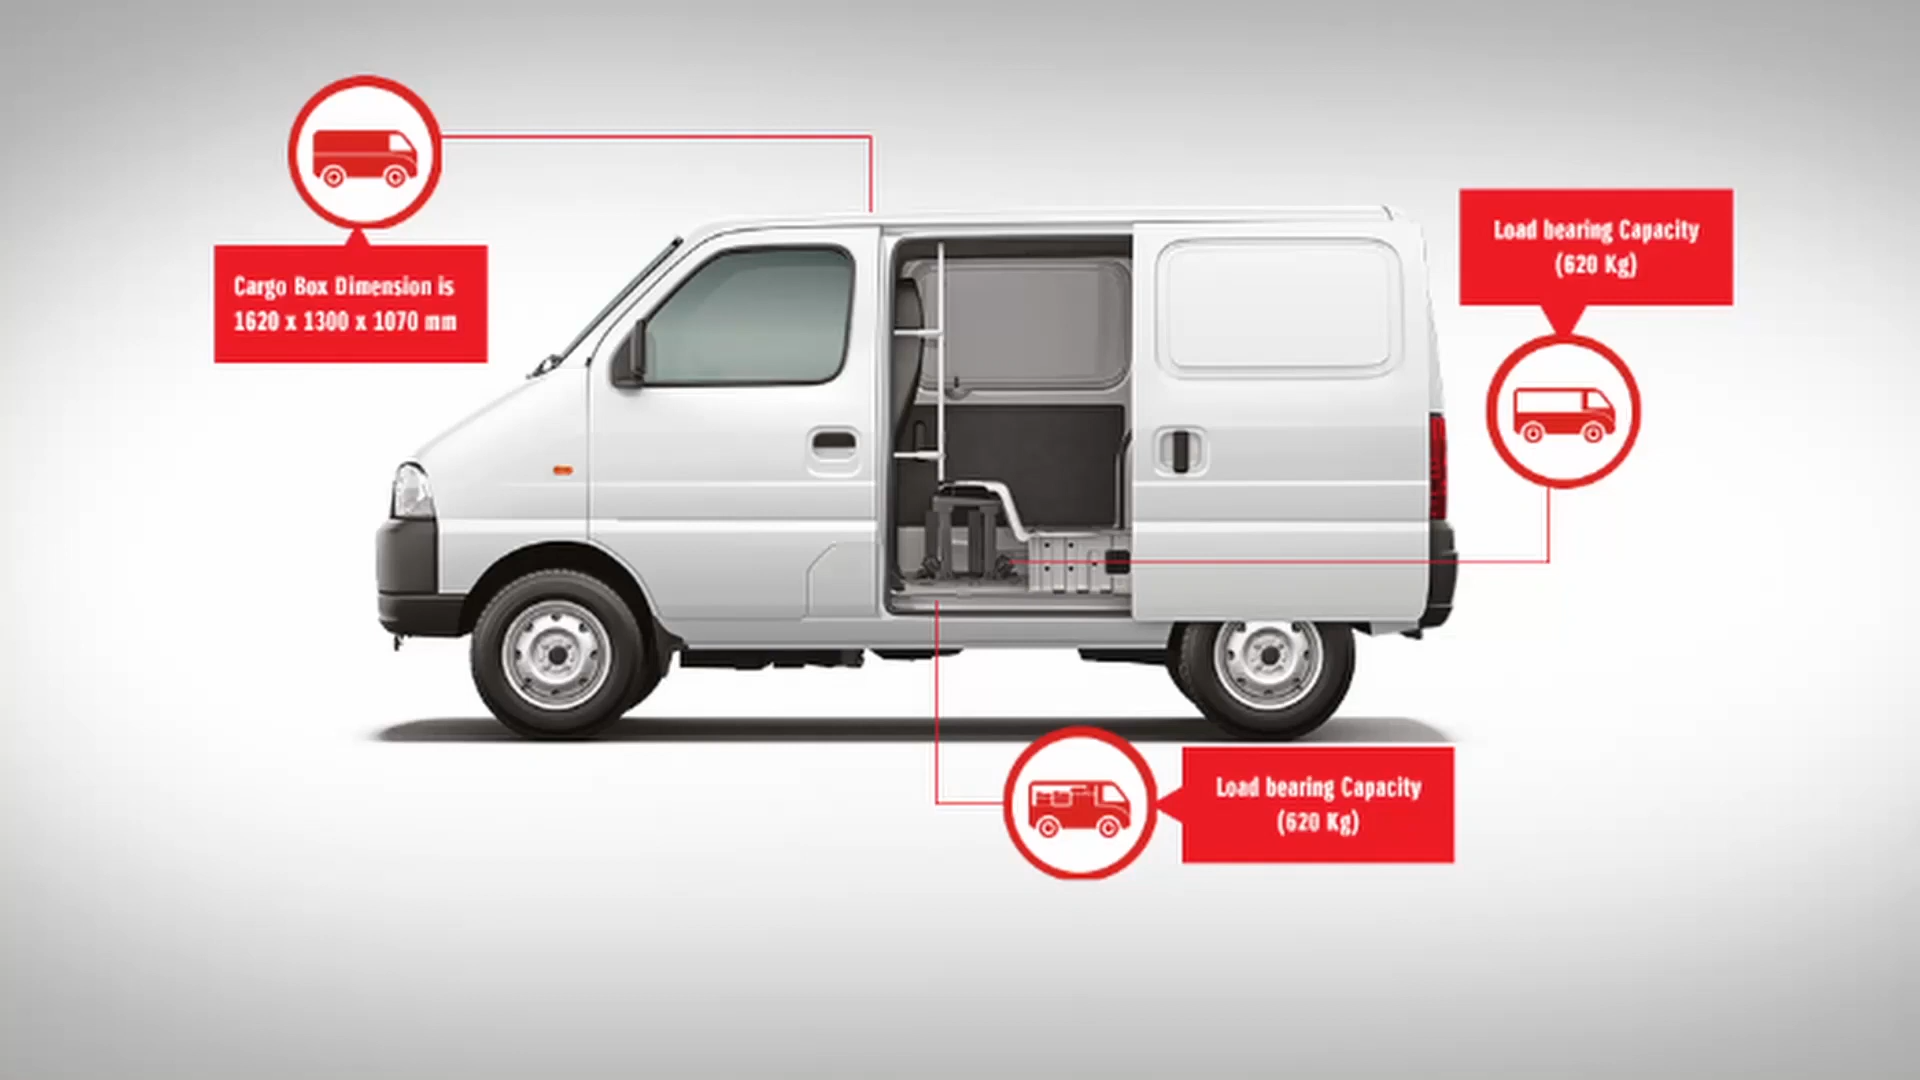 Cargo Box Dimension is
1620 x 1300 x 1070 mm
Load bearing Capacity
(620 Kg)
Load bearing Capacity
(620 Kg)